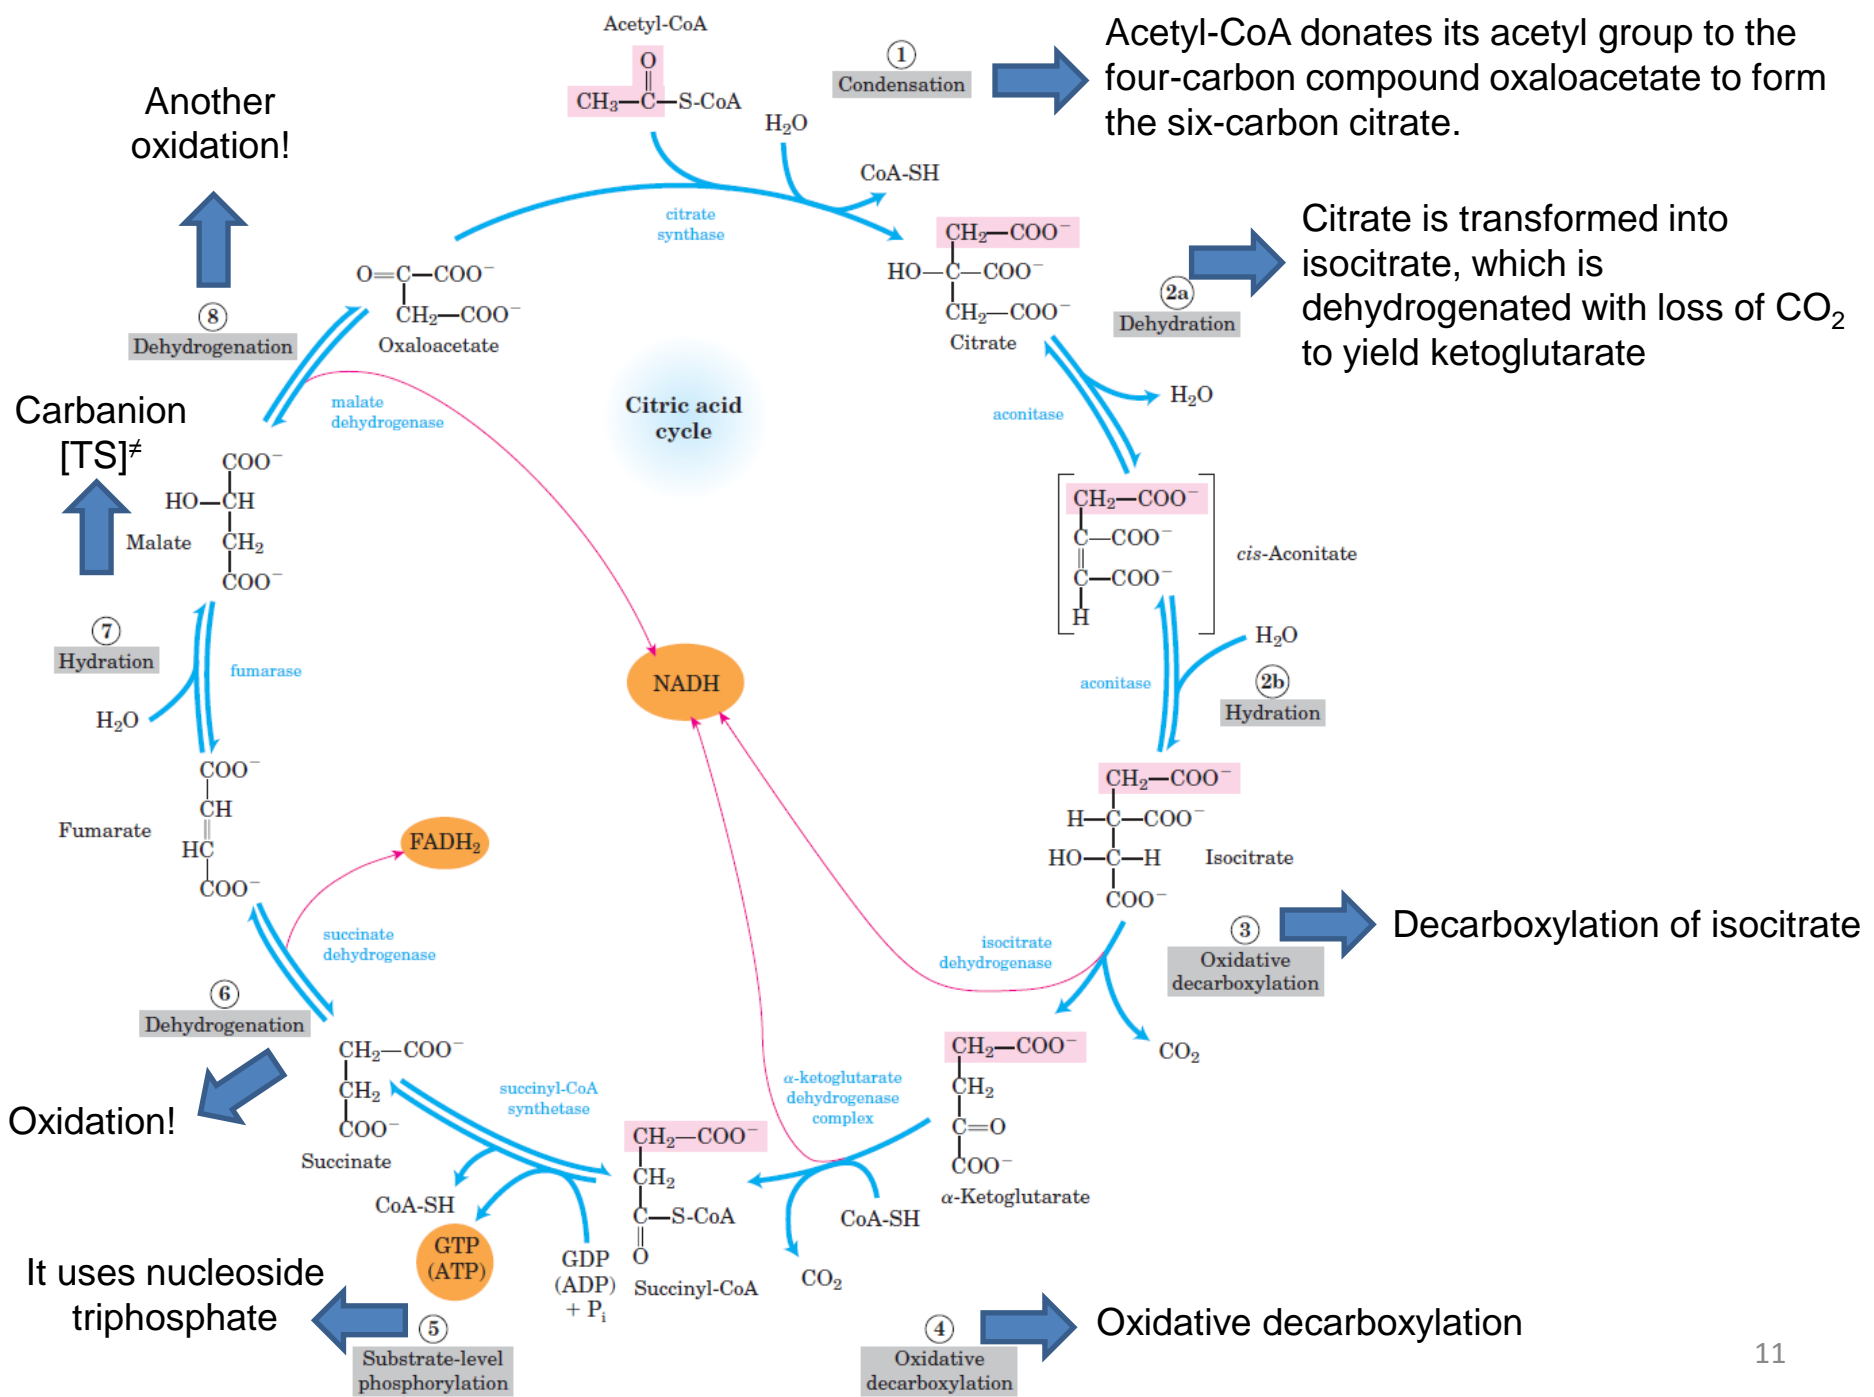 Acetyl-CoA
O
CH₃—C—S-CoA
H₂O
CoA-SH
citrate
synthase
1
Condensation
Acetyl-CoA donates its acetyl group to the
four-carbon compound oxaloacetate to form
the six-carbon citrate.
Another
oxidation!
8
Dehydrogenation
O=C—COO⁻
CH₂—COO⁻
Oxaloacetate
malate
dehydrogenase
Citric acid
cycle
CH₂—COO⁻
HO—C—COO⁻
CH₂—COO⁻
Citrate
2a
Dehydration
Citrate is transformed into
isocitrate, which is
dehydrogenated with loss of CO₂
to yield ketoglutarate
aconitase
H₂O
CH₂—COO⁻
C—COO⁻
C—COO⁻
H
cis-Aconitate
aconitase
H₂O
2b
Hydration
CH₂—COO⁻
H—C—COO⁻
HO—C—H
COO⁻
Isocitrate
3
Oxidative
decarboxylation
Decarboxylation of isocitrate
isocitrate
dehydrogenase
CO₂
CH₂—COO⁻
CH₂
C=O
COO⁻
α-Ketoglutarate
α-ketoglutarate
dehydrogenase
complex
CoA-SH
CO₂
4
Oxidative
decarboxylation
Oxidative decarboxylation
CH₂—COO⁻
CH₂
C—S-CoA
O
Succinyl-CoA
succinyl-CoA
synthetase
GDP
(ADP)
+ Pᵢ
GTP
(ATP)
CoA-SH
5
Substrate-level
phosphorylation
It uses nucleoside
triphosphate
CH₂—COO⁻
CH₂
COO⁻
Succinate
6
Dehydrogenation
Oxidation!
succinate
dehydrogenase
FADH₂
COO⁻
CH
HC
COO⁻
Fumarate
fumarase
H₂O
7
Hydration
Carbanion
[TS]≠
COO⁻
HO—CH
CH₂
COO⁻
Malate
NADH
11